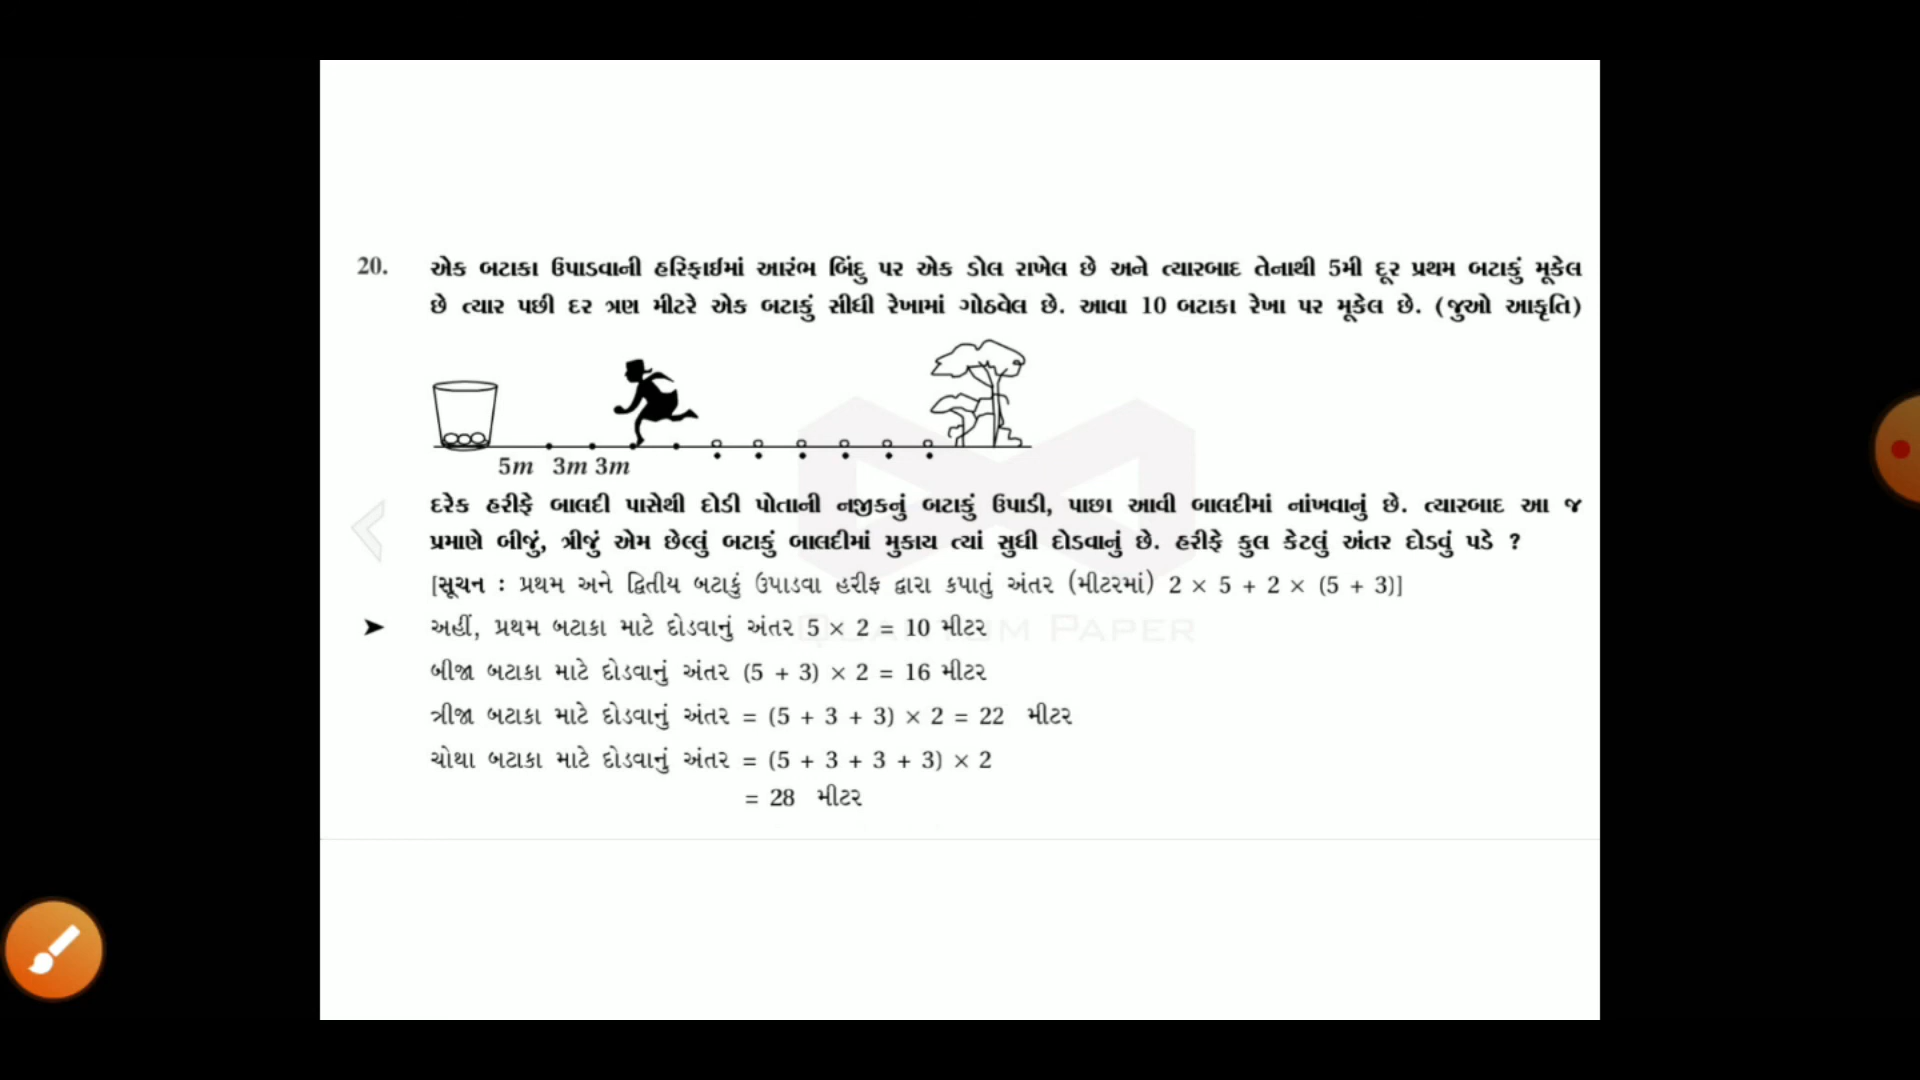 20. એક બટાકા ઉપાડવાની હરિફાઈમાં આરંભ બિંદુ પર એક ડોલ રાખેલ છે અને ત્યારબાદ તેનાથી 5મી દૂર પ્રથમ બટાકું મૂકેલ
છે ત્યાર પછી દર ત્રણ મીટરે એક બટાકું સીધી રેખામાં ગોઠવેલ છે. આવા 10 બટાકા રેખા પર મૂકેલ છે. (જુઓ આકૃતિ)
5m 3m 3m
દરેક હરીફે બાલદી પાસેથી દોડી પોતાની નજીકનું બટાકું ઉપાડી, પાછા આવી બાલદીમાં નાંખવાનું છે. ત્યારબાદ આ જ
પ્રમાણે બીજું, ત્રીજું એમ છેલ્લું બટાકું બાલદીમાં મુકાય ત્યાં સુધી દોડવાનું છે. હરીફે કુલ કેટલું અંતર દોડવું પડે ?
[સૂચન : પ્રથમ અને દ્વિતીય બટાકું ઉપાડવા હરીફ દ્વારા કપાતું અંતર (મીટરમાં) 2 × 5 + 2 × (5 + 3)]
➤ અહીં, પ્રથમ બટાકા માટે દોડવાનું અંતર 5 × 2 = 10 મીટર
QUANTUM PAPER
બીજા બટાકા માટે દોડવાનું અંતર (5 + 3) × 2 = 16 મીટર
ત્રીજા બટાકા માટે દોડવાનું અંતર = (5 + 3 + 3) × 2 = 22 મીટર
ચોથા બટાકા માટે દોડવાનું અંતર = (5 + 3 + 3 + 3) × 2
= 28 મીટર